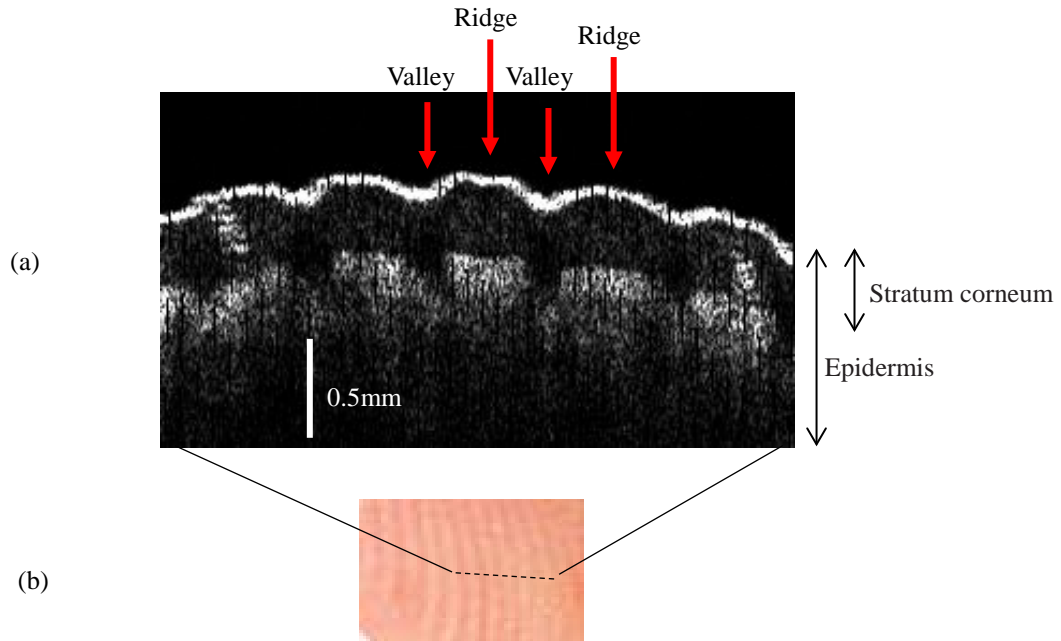 Ridge
Ridge
Valley
Valley
(a)
Stratum corneum
Epidermis
0.5mm
(b)